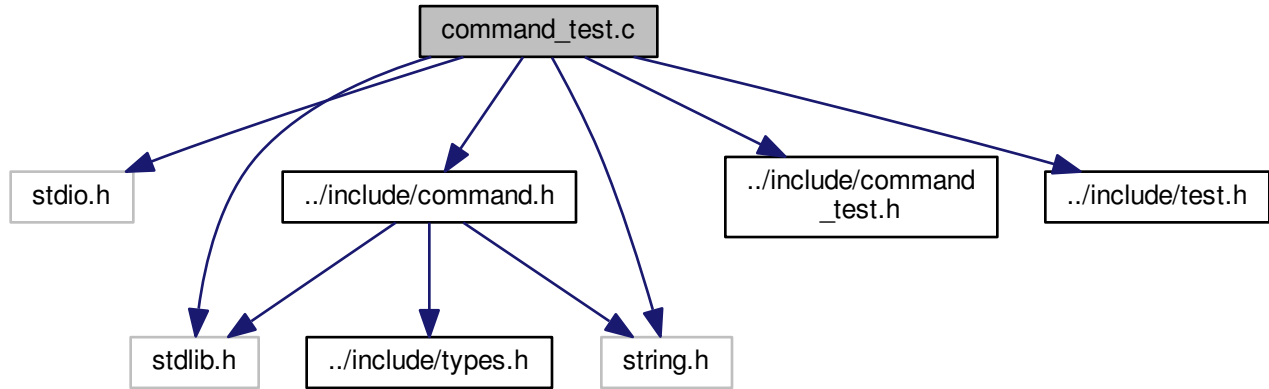 command_test.c
stdio.h
../include/command.h
../include/command
_test.h
../include/test.h
stdlib.h
../include/types.h
string.h